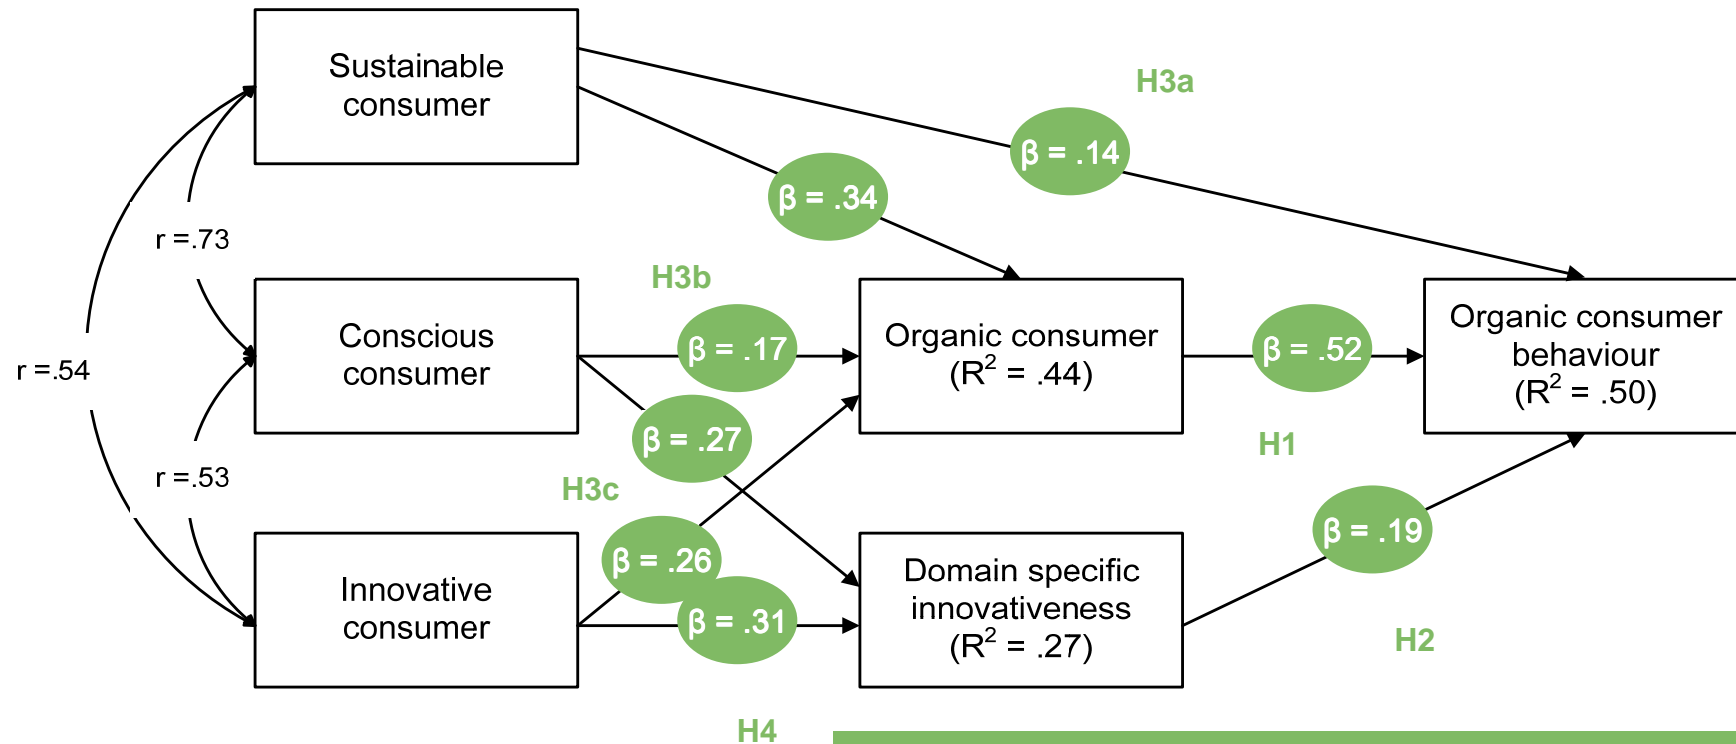 Sustainable
consumer
H3a
β = .14
β = .34
r =.73
H3b
Conscious
consumer
β = .17
Organic consumer
(R² = .44)
β = .52
Organic consumer
behaviour
(R² = .50)
r =.54
β = .27
H1
r =.53
H3c
β = .26
β = .19
Innovative
consumer
β = .31
Domain specific
innovativeness
(R² = .27)
H2
H4